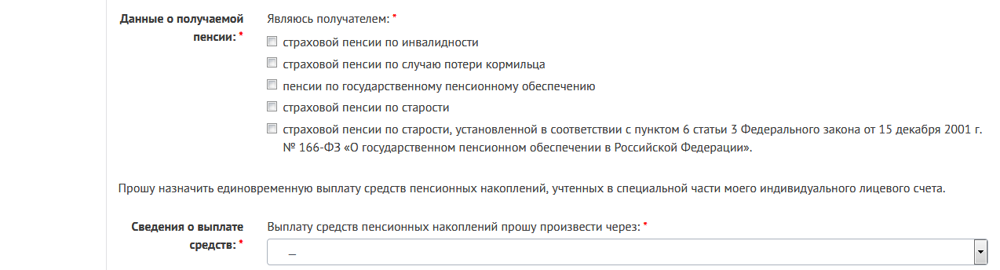 Данные о получаемой пенсии: *
Являюсь получателем: *
страховой пенсии по инвалидности
страховой пенсии по случаю потери кормильца
пенсии по государственному пенсионному обеспечению
страховой пенсии по старости
страховой пенсии по старости, установленной в соответствии с пунктом 6 статьи 3 Федерального закона от 15 декабря 2001 г.
№ 166-ФЗ «О государственном пенсионном обеспечении в Российской Федерации».
Прошу назначить единовременную выплату средств пенсионных накоплений, учтенных в специальной части моего индивидуального лицевого счета.
Сведения о выплате средств: *
Выплату средств пенсионных накоплений прошу произвести через: *
—